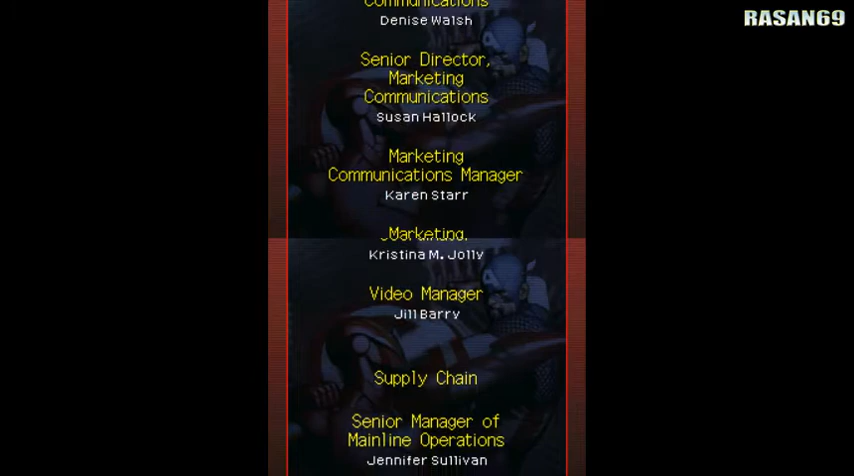 RASAN69
Communications
Denise Walsh
Senior Director,
Marketing
Communications
Susan Hallock
Marketing
Communications Manager
Karen Starr
Marketing
Kristina M. Jolly
Video Manager
Jill Barry
Supply Chain
Senior Manager of
Mainline Operations
Jennifer Sullivan